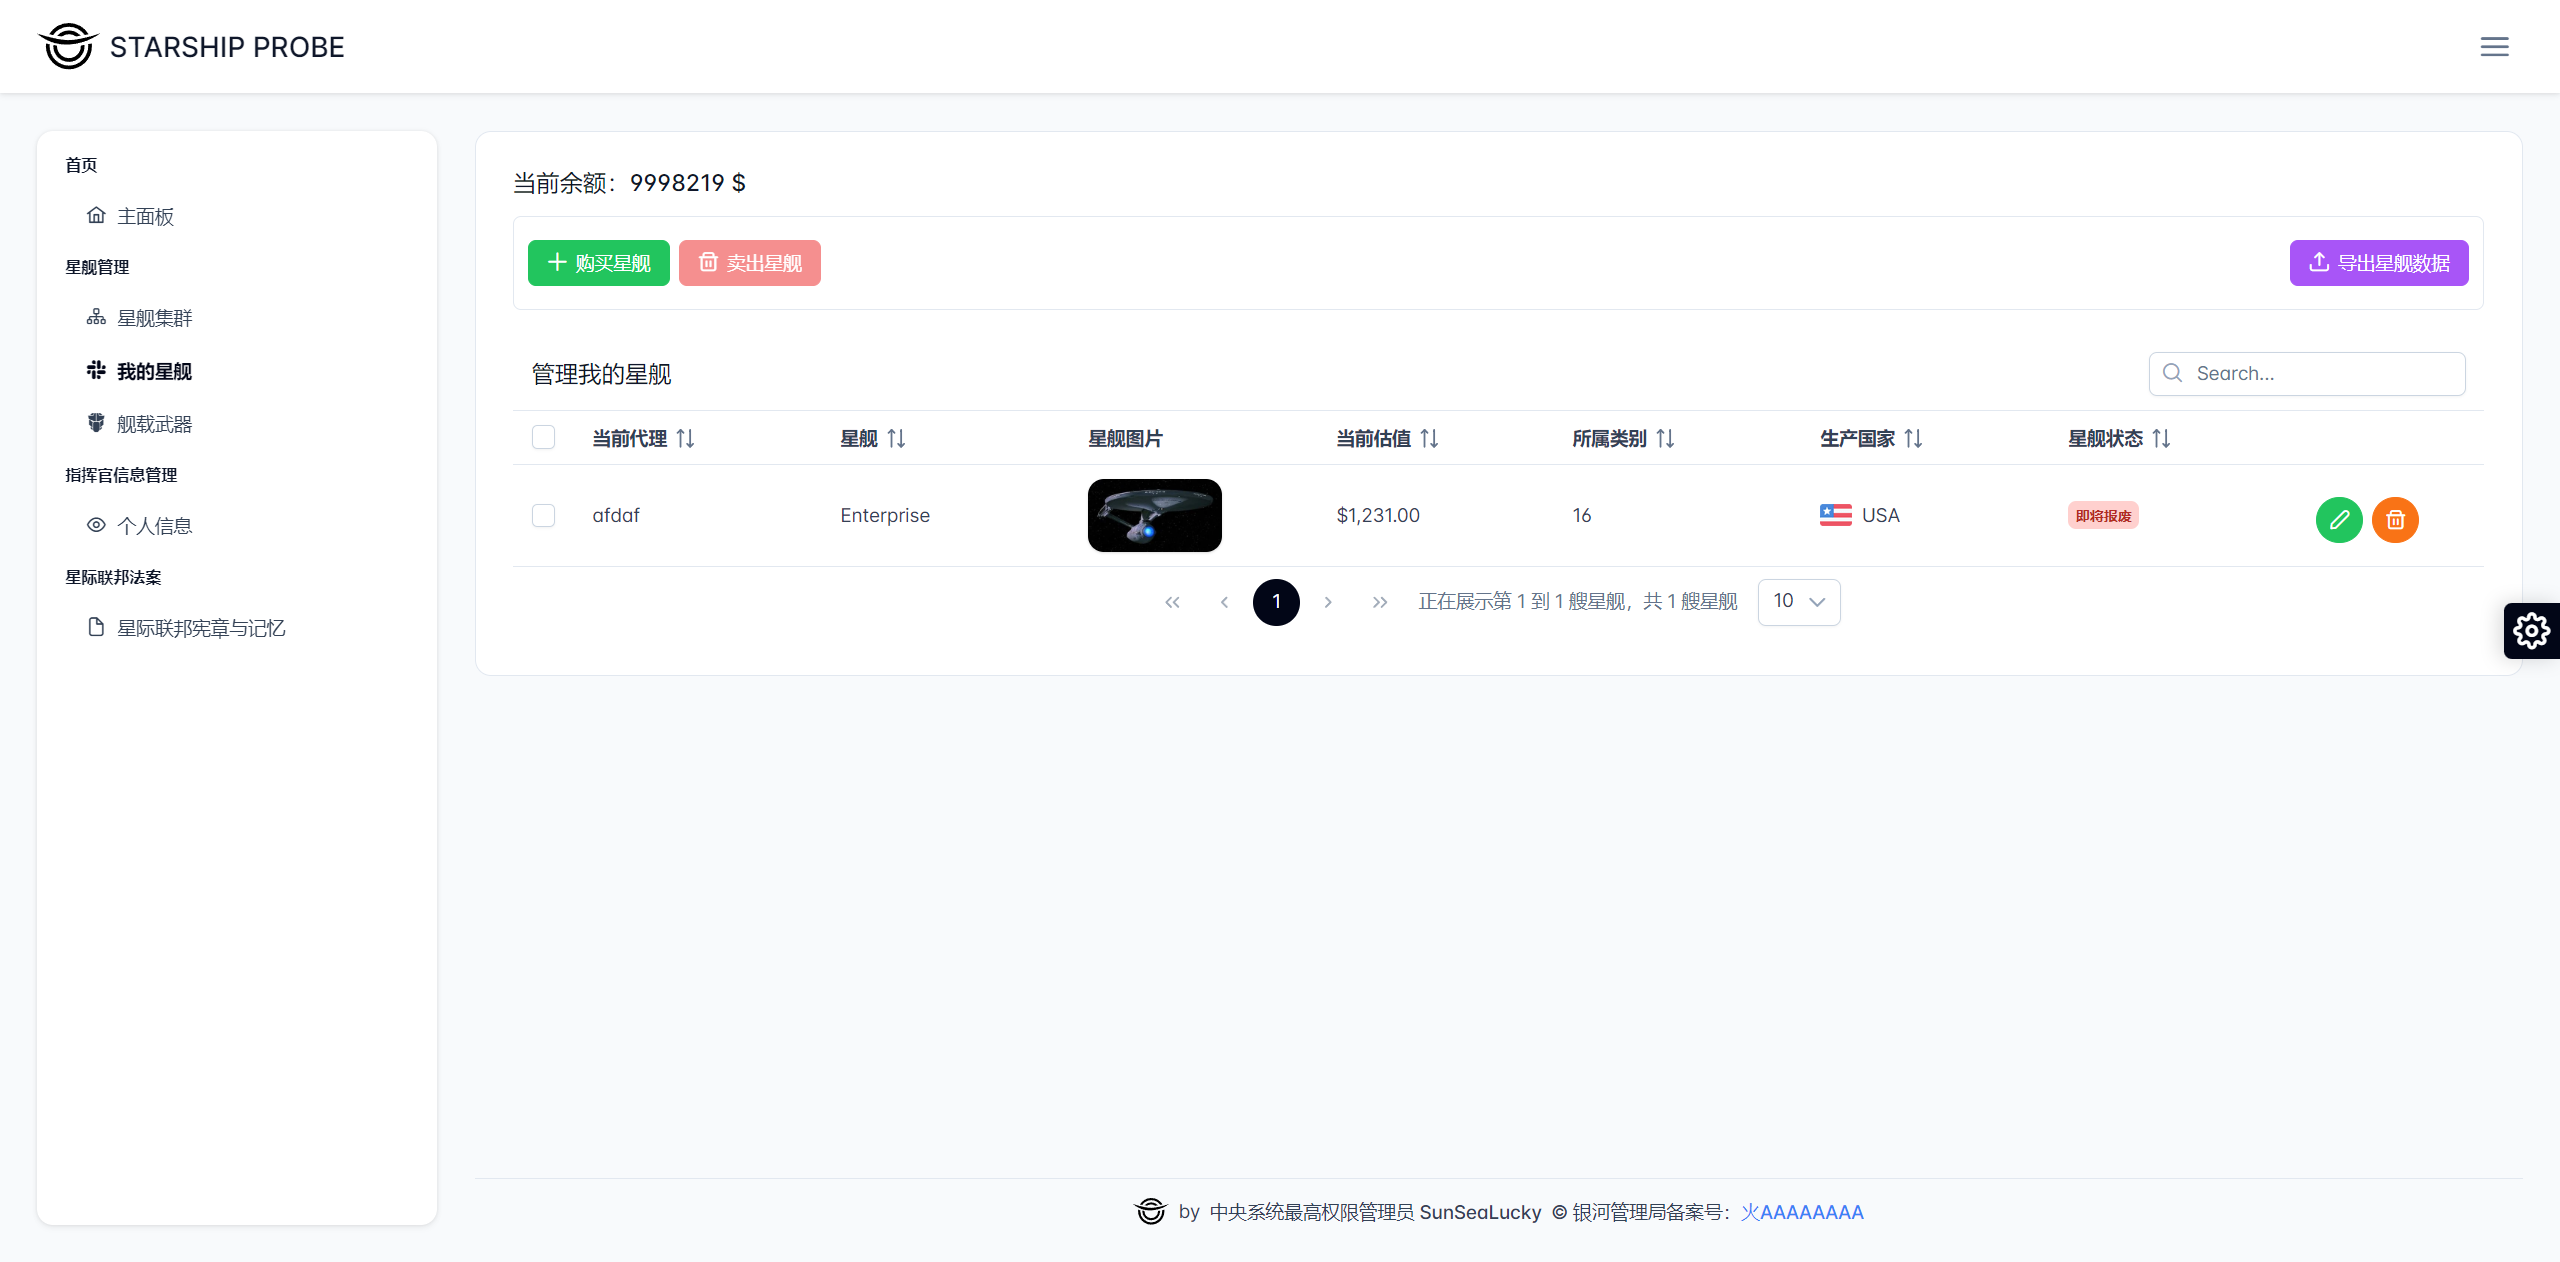 STARSHIP PROBE
首页
主面板
星舰管理
星舰集群
我的星舰
舰载武器
指挥官信息管理
个人信息
星际联邦法案
星际联邦宪章与记忆
当前余额：9998219 $
购买星舰 卖出星舰 导出星舰数据
管理我的星舰 Search...
当前代理 星舰 星舰图片 当前估值 所属类别 生产国家 星舰状态
afdaf Enterprise $1,231.00 16 USA 即将报废
1 正在展示第 1 到 1 艘星舰，共 1 艘星舰 10
by 中央系统最高权限管理员 SunSeaLucky © 银河管理局备案号：火AAAAAAAA